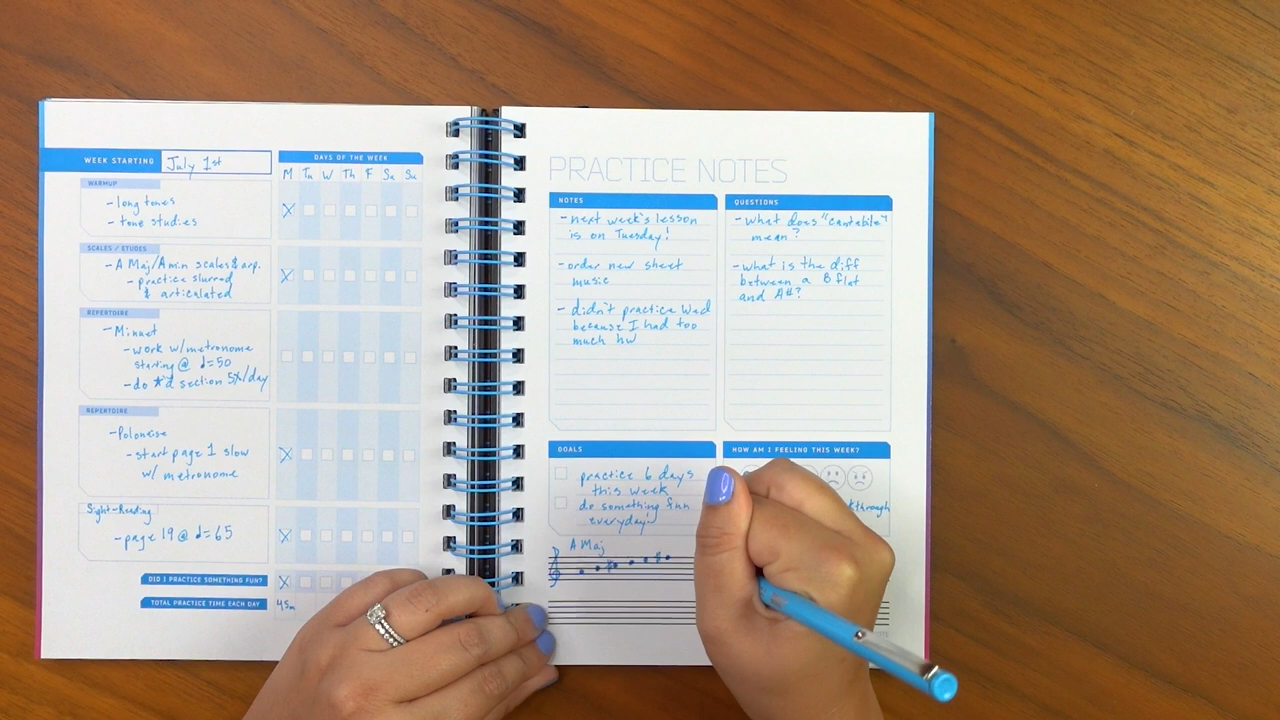 WEEK STARTING July 1st
DAYS OF THE WEEK
M Tu W Th F Sa Su
WARMUP
- long tones
- tone studies
SCALES / ETUDES
- A Maj/A min scales & arp.
- practice slurred
& articulated
REPERTOIRE
- Minuet
- work w/metronome
starting @ ♩=50
- do *'d section 5x/day
REPERTOIRE
- Polonaise
- start page 1 slow
w/ metronome
Sight-Reading
- page 19 @ ♩=65
DID I PRACTICE SOMETHING FUN?
TOTAL PRACTICE TIME EACH DAY
45m
PRACTICE NOTES
NOTES
- next week's lesson
is on Tuesday!
- order new sheet
music
- didn't practice Wed
because I had too
much hw
QUESTIONS
- what does "cantabile"
mean?
- what is the diff
between a B flat
and A#?
GOALS
practice 6 days
this week
do something fun
everyday
HOW AM I FEELING THIS WEEK?
A Maj